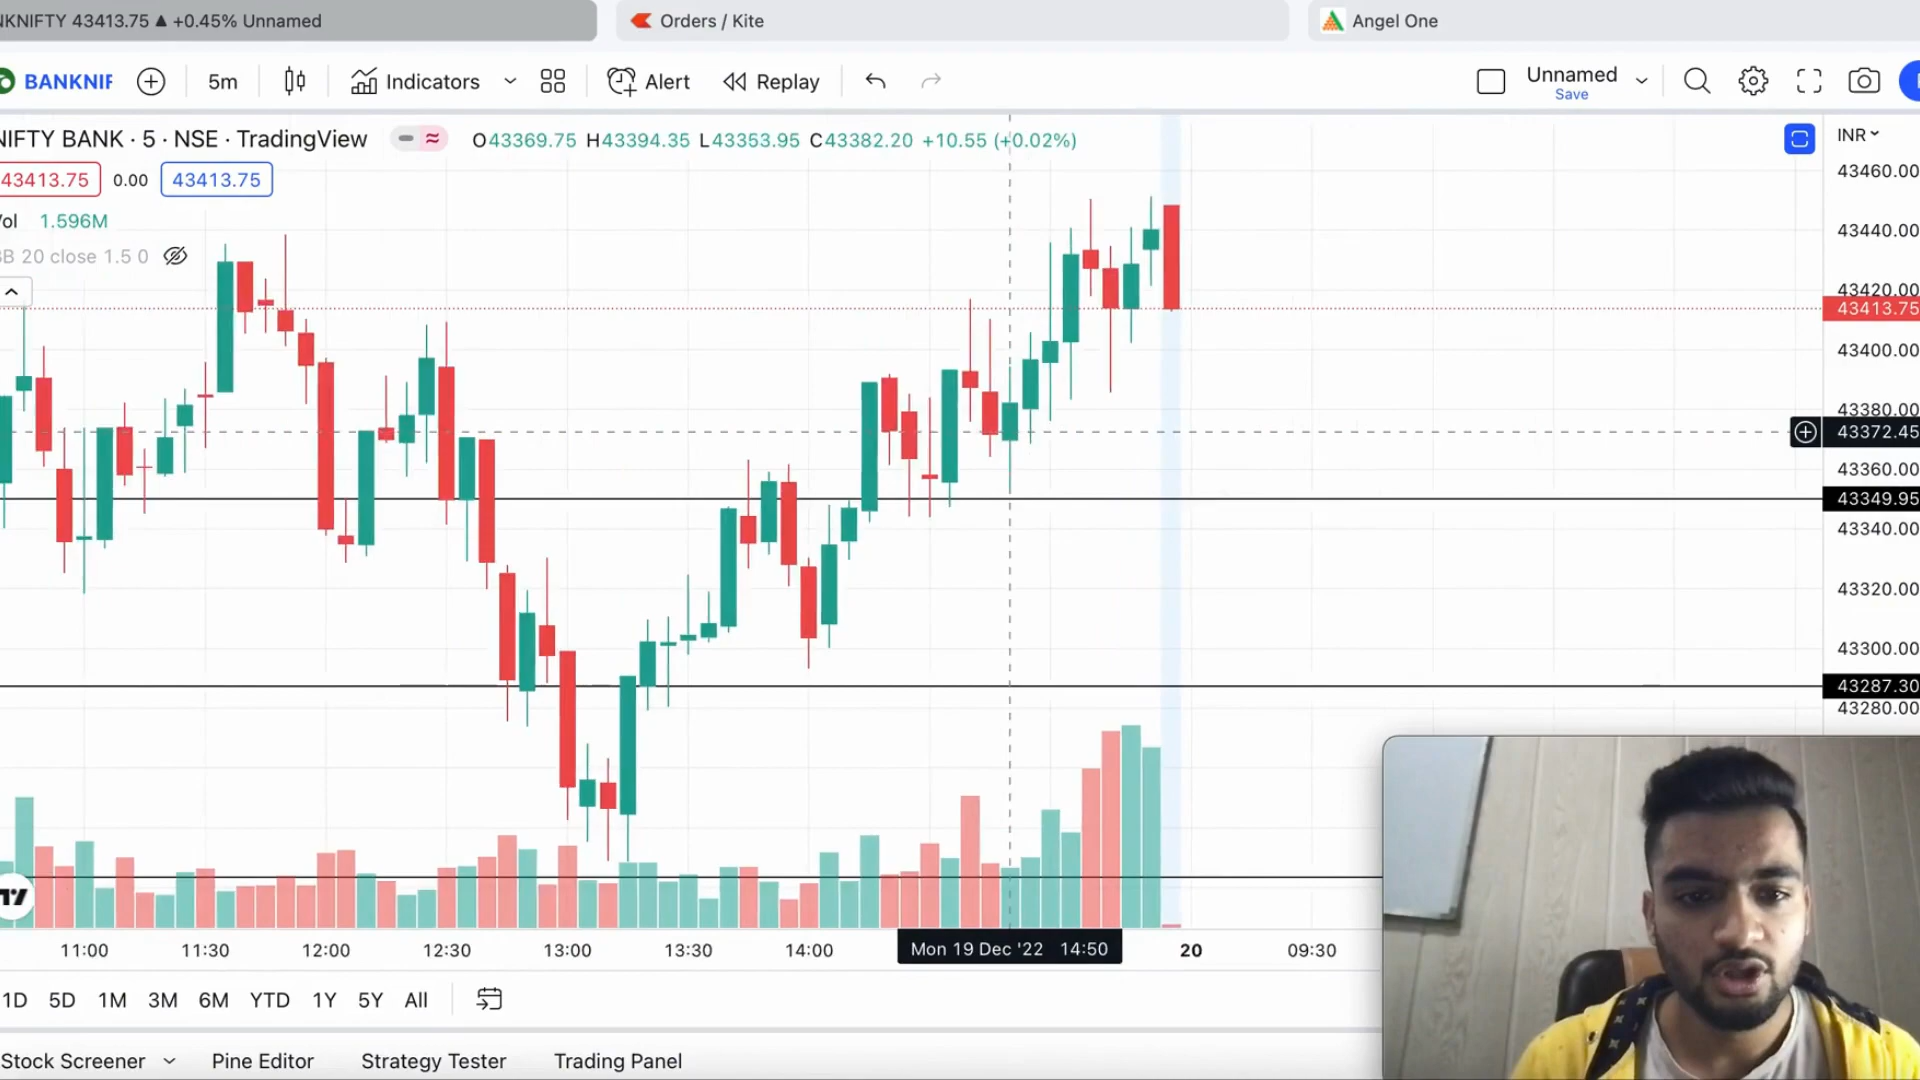 NKNIFTY 43413.75 ▲ +0.45% Unnamed
Orders / Kite
Angel One
BANKNIF
5m
Indicators
Alert
Replay
Unnamed
Save
NIFTY BANK · 5 · NSE · TradingView
O43369.75 H43394.35 L43353.95 C43382.20 +10.55 (+0.02%)
INR
43413.75
0.00
43413.75
Vol 1.596M
BB 20 close 1.5 0
43460.00
43440.00
43420.00
43413.75
43400.00
43380.00
43372.45
43360.00
43349.95
43340.00
43320.00
43300.00
43287.30
43280.00
11:00
11:30
12:00
12:30
13:00
13:30
14:00
Mon 19 Dec '22 14:50
20
09:30
1D 5D 1M 3M 6M YTD 1Y 5Y All
Stock Screener
Pine Editor
Strategy Tester
Trading Panel